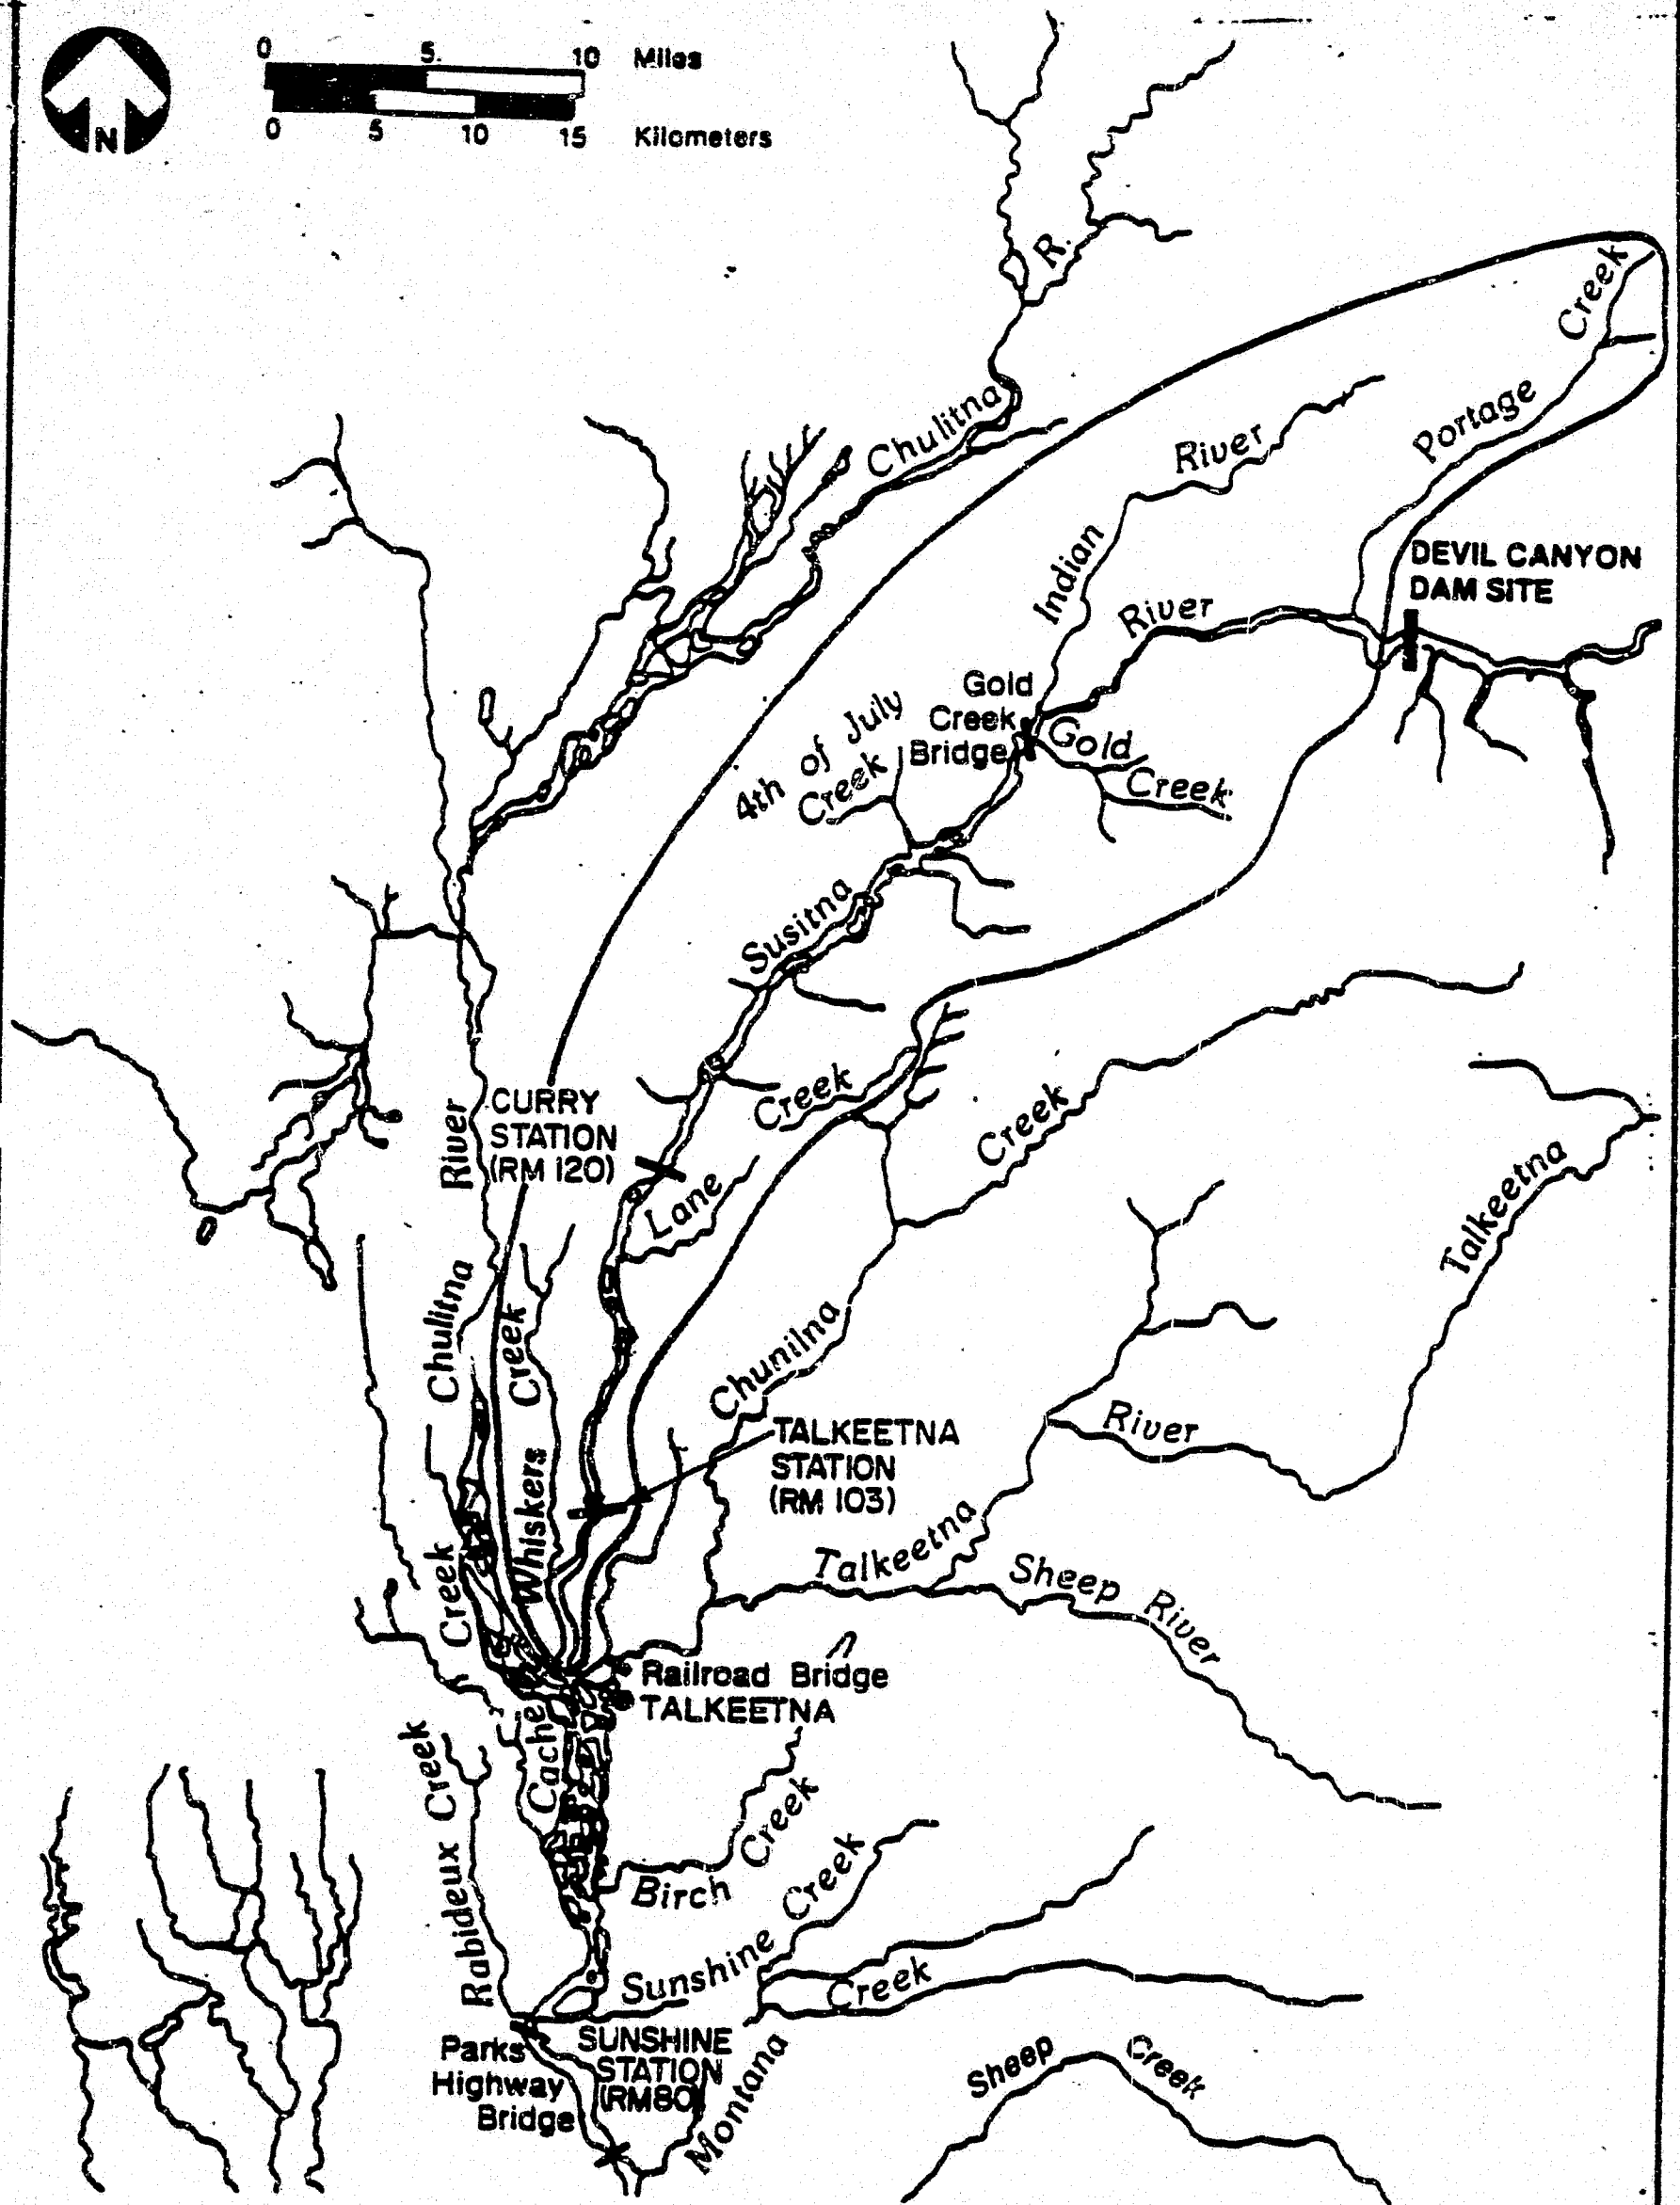 0 5. 10 Miles
0 5 10 15 Kilometers
N
R.
Creek
Portage
Chulitna
River
Indian
DEVIL CANYON
DAM SITE
River
Gold
Creek
Bridge
4th of July
Creek
Gold
Creek
Susitna
Creek
Lane
CURRY
STATION
(RM 120)
River
Chulitna
Creek
Whiskers
Creek
Chunilna
Talkeetna
River
TALKEETNA
STATION
(RM 103)
Talkeetna
Sheep River
Creek
Cache
Railroad Bridge
TALKEETNA
Rabideux Creek
Birch
Creek
Sunshine Creek
Montana
Creek
SUNSHINE
STATION
(RM80)
Parks
Highway
Bridge
Sheep Creek